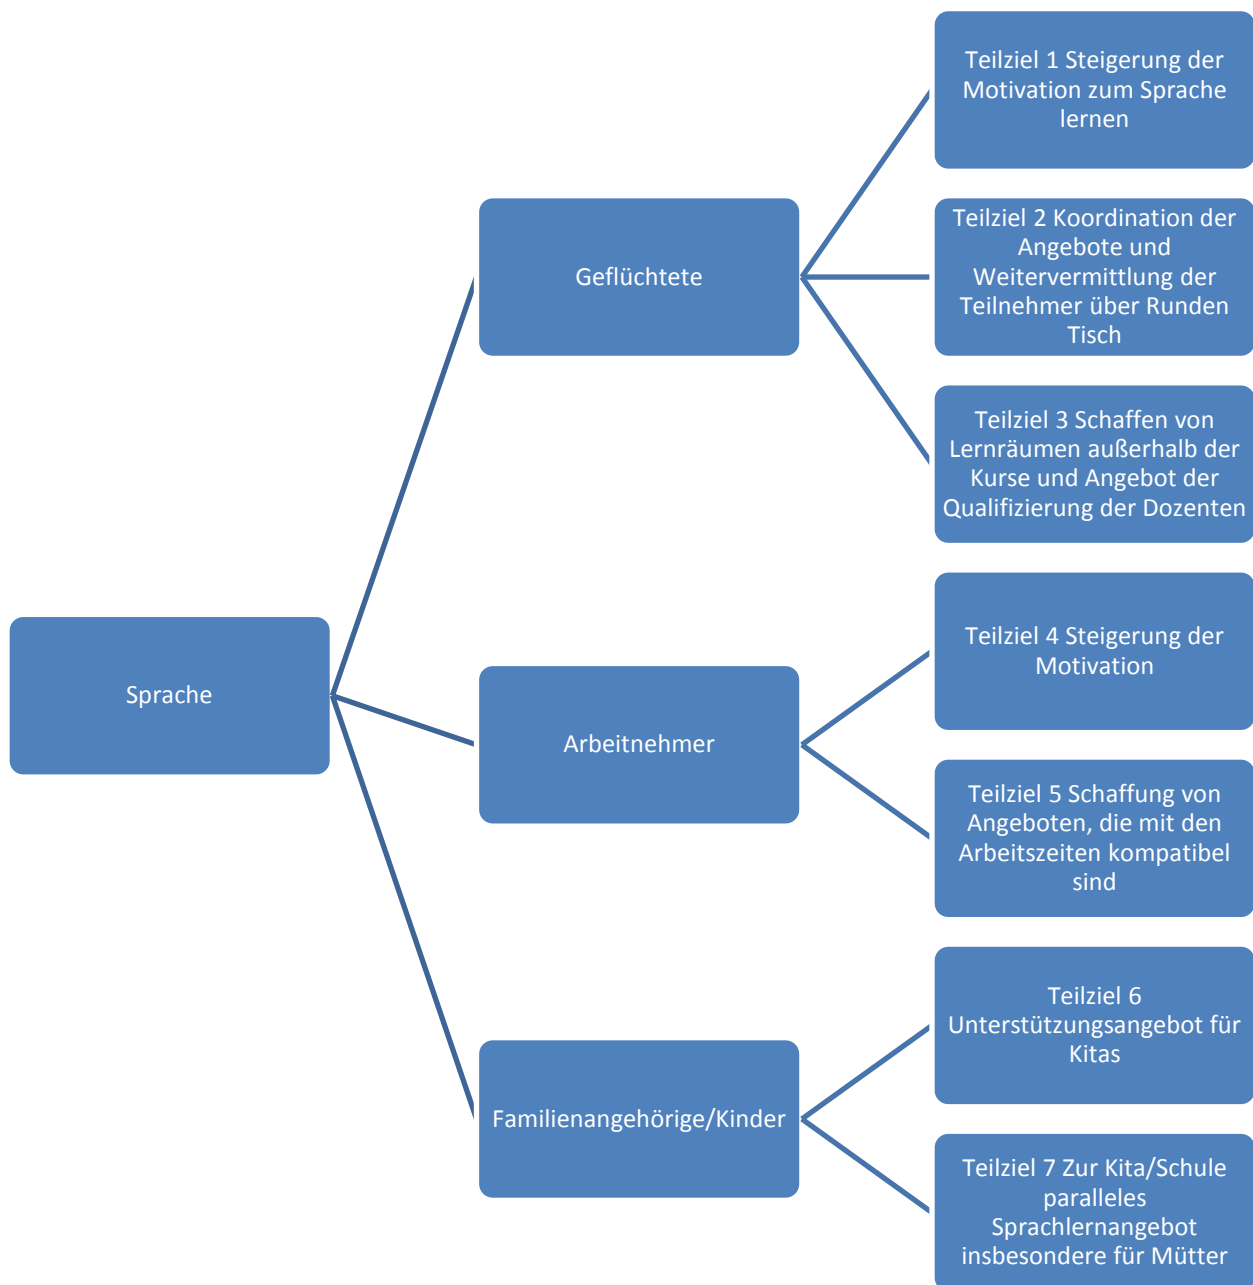 Teilziel 1 Steigerung der
Motivation zum Sprache
lernen
Geflüchtete
Teilziel 2 Koordination der
Angebote und
Weitervermittlung der
Teilnehmer über Runden
Tisch
Teilziel 3 Schaffen von
Lernräumen außerhalb der
Kurse und Angebot der
Qualifizierung der Dozenten
Sprache
Arbeitnehmer
Teilziel 4 Steigerung der
Motivation
Teilziel 5 Schaffung von
Angeboten, die mit den
Arbeitszeiten kompatibel
sind
Familienangehörige/Kinder
Teilziel 6
Unterstützungsangebot für
Kitas
Teilziel 7 Zur Kita/Schule
paralleles
Sprachlernangebot
insbesondere für Mütter